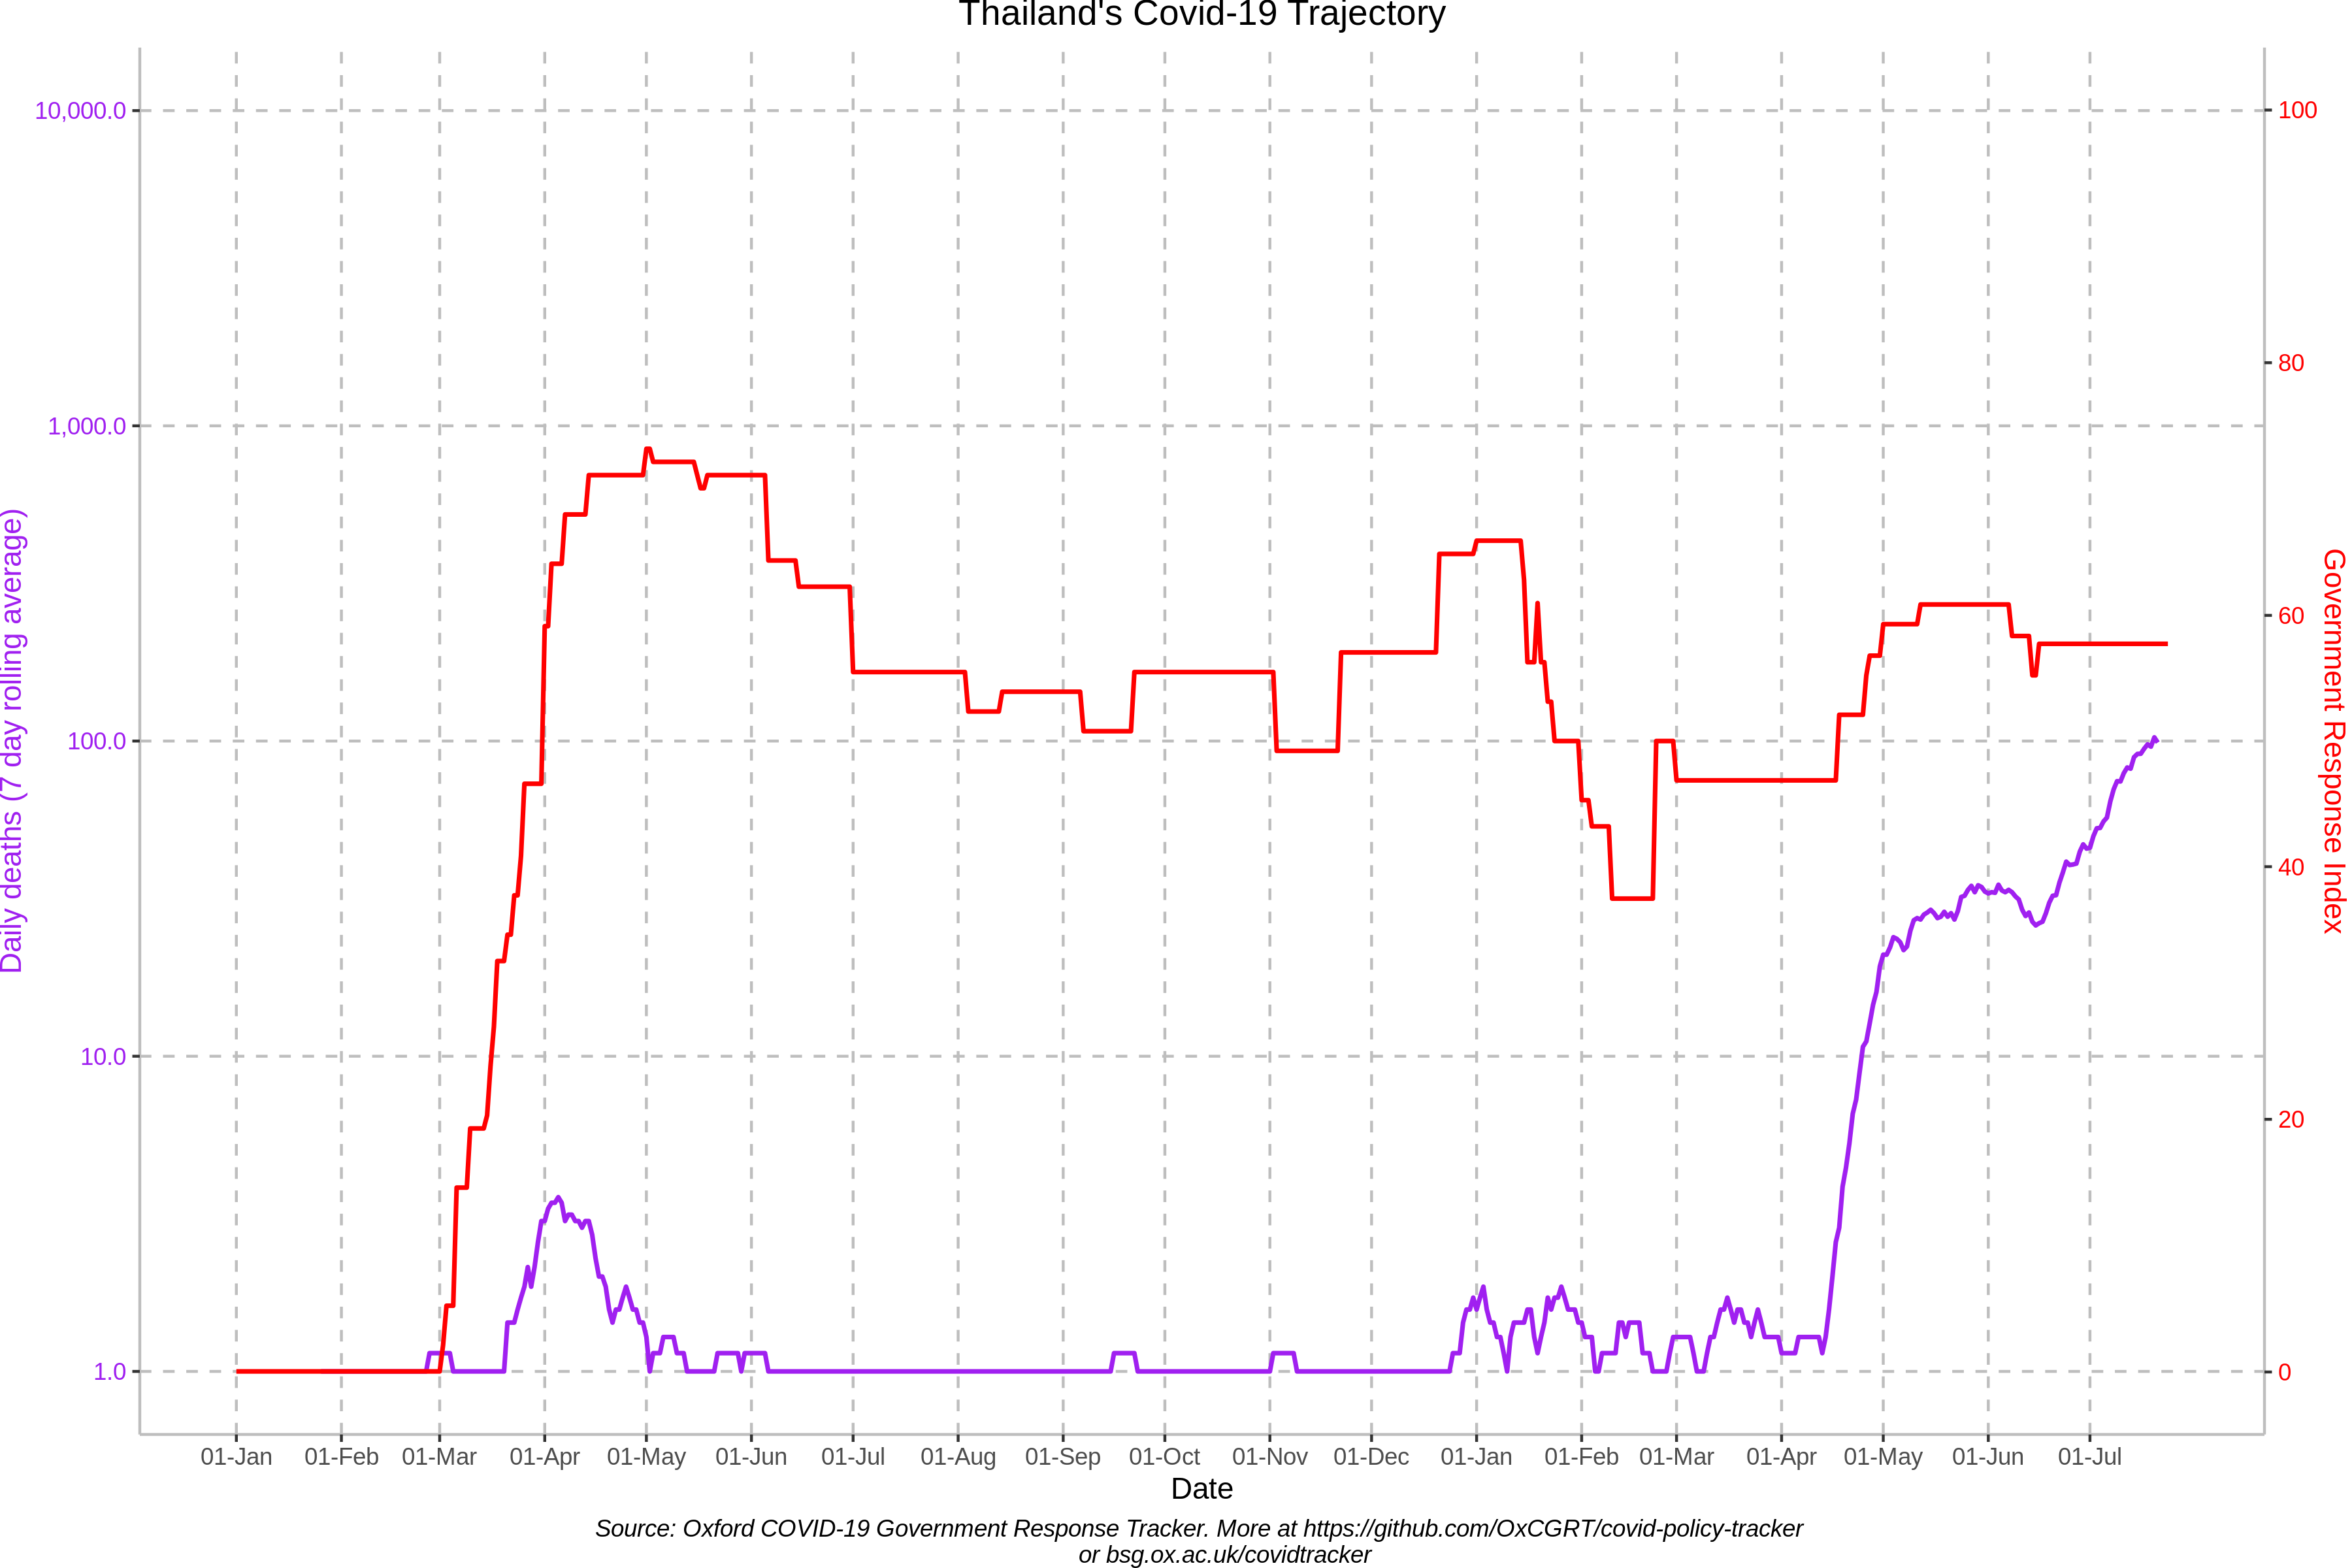 Thailand's Covid-19 Trajectory
10,000.0
1,000.0
100.0
10.0
1.0
Daily deaths (7 day rolling average)
100
80
60
40
20
0
Government Response Index
01-Jan 01-Feb 01-Mar 01-Apr 01-May 01-Jun 01-Jul 01-Aug 01-Sep 01-Oct 01-Nov 01-Dec 01-Jan 01-Feb 01-Mar 01-Apr 01-May 01-Jun 01-Jul
Date
Source: Oxford COVID-19 Government Response Tracker. More at https://github.com/OxCGRT/covid-policy-tracker
or bsg.ox.ac.uk/covidtracker